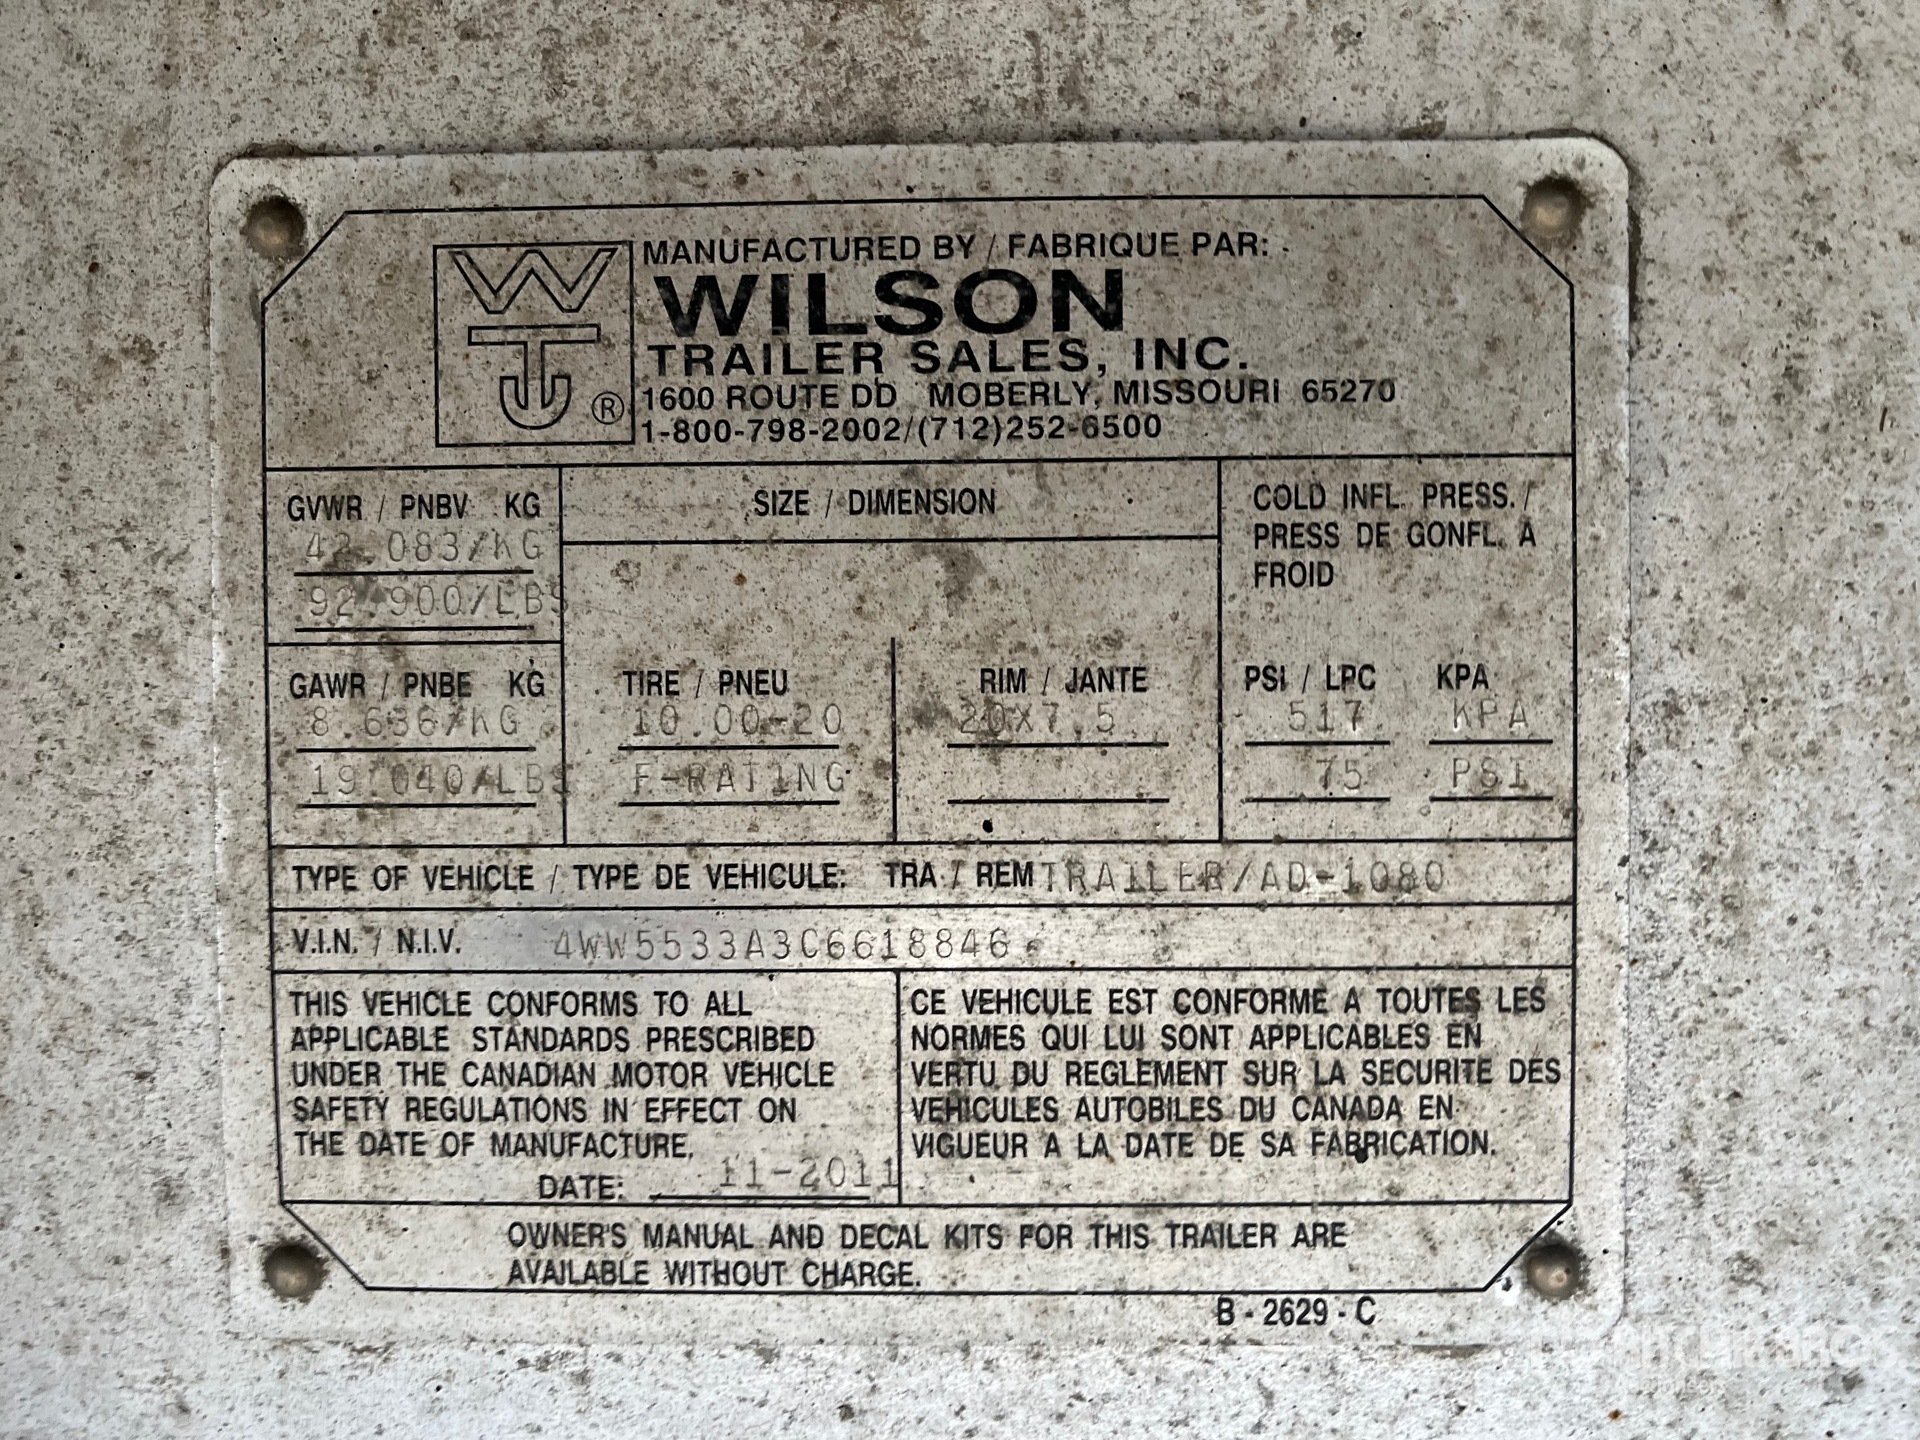 MANUFACTURED BY / FABRIQUE PAR:
WILSON
TRAILER SALES, INC.
1600 ROUTE DD MOBERLY, MISSOURI 65270
1-800-798-2002/(712)252-6500
WTJ ®
GVWR / PNBV KG
42.083/KG
92.900/LBS
SIZE / DIMENSION
COLD INFL. PRESS. /
PRESS DE GONFL. A
FROID
GAWR / PNBE KG
8.636/KG
19.040/LBS
TIRE / PNEU
10.00-20
F-RATING
RIM / JANTE
20X7.5
PSI / LPC KPA
517 KPA
75 PSI
TYPE OF VEHICLE / TYPE DE VEHICULE: TRA / REM TRAILER/AD-1080
V.I.N. / N.I.V. 4WW5533A3C6618846
THIS VEHICLE CONFORMS TO ALL
APPLICABLE STANDARDS PRESCRIBED
UNDER THE CANADIAN MOTOR VEHICLE
SAFETY REGULATIONS IN EFFECT ON
THE DATE OF MANUFACTURE.
DATE: 11-2011
CE VEHICULE EST CONFORME A TOUTES LES
NORMES QUI LUI SONT APPLICABLES EN
VERTU DU REGLEMENT SUR LA SECURITE DES
VEHICULES AUTOBILES DU CANADA EN
VIGUEUR A LA DATE DE SA FABRICATION.
OWNER'S MANUAL AND DECAL KITS FOR THIS TRAILER ARE
AVAILABLE WITHOUT CHARGE.
B - 2629 - C